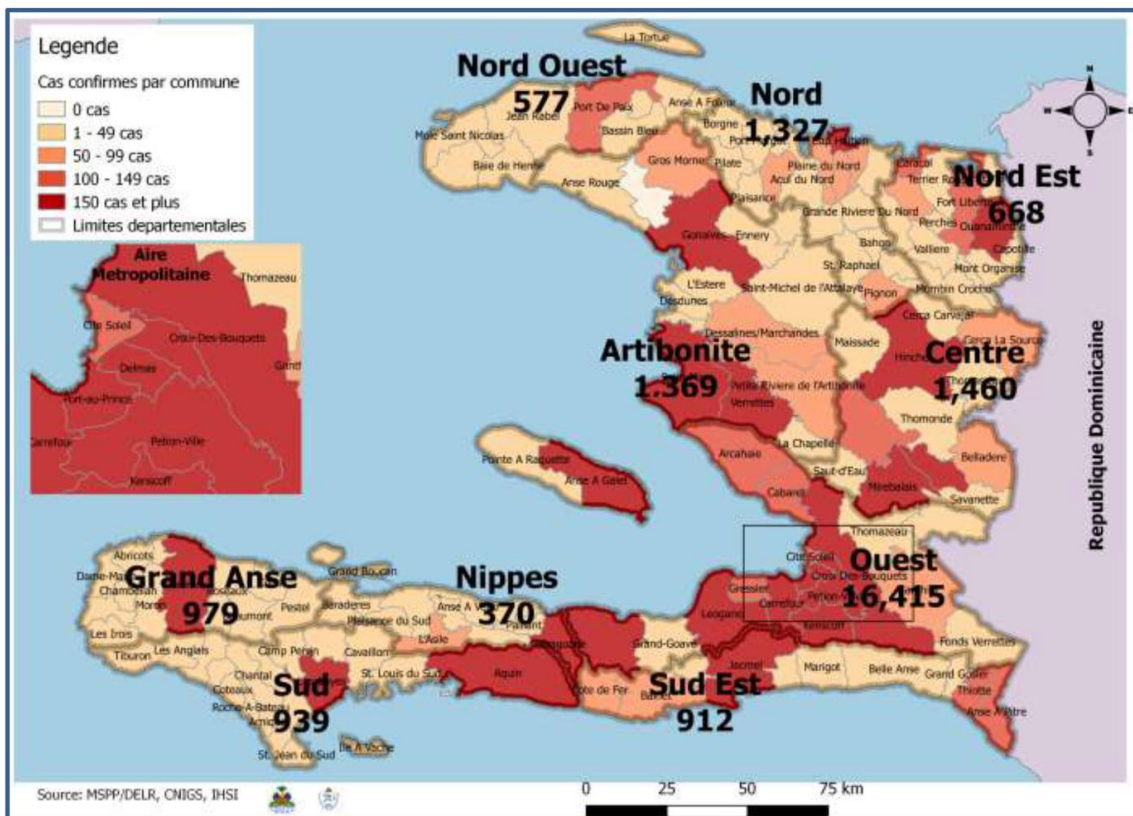 Legende
Cas confirmes par commune
0 cas
1 - 49 cas
50 - 99 cas
100 - 149 cas
150 cas et plus
Limites departementales
Aire
Metropolitaine
Thomazeau
Cite Soleil
Croix-Des-Bouquets
Delmas
Port-au-Prince
Carrefour
Petion-Ville
Kenscoff
La Tortue
Nord Ouest
577
Port De Paix
Jean Rabel
Mole Saint Nicolas
Bassin Bleu
Baie de Henne
Anse A Foleur
Nord
1,327
Borgne
Pilate
Plaine du Nord
Acul du Nord
Plaisance
Grande Riviere Du Nord
Bahon
St. Raphael
Pignon
N
W
E
S
Caracol
Nord Est
668
Fort Liberte
Perches
Ouanaminthe
Capotille
Valliere
Mont Organise
Mombin Crochu
Gros Morne
Anse Rouge
Gonaives
Ennery
L'Estere
Desdunes
Saint-Michel de l'Attalaye
Dessalines/Marchandes
Artibonite
1.369
Petite Riviere de l'Artibonite
Verrettes
La Chapelle
Cerca Carvajal
Maissade
Cerca La Source
Hinche
Centre
1,460
Thomonde
Belladere
Saut-d'Eau
Mirebalais
Savanette
Republique Dominicaine
Arcahaie
Cabaret
Pointe A Raquette
Anse A Galet
Thomazeau
Cite Soleil
Ouest
16,415
Croix Des Bouquets
Gressier
Leogane
Carrefour
Kenscoff
Grand-Goave
Fonds Verrettes
Abricots
Grand Anse
979
Pestel
Les Irois
Grand Boucan
Nippes
370
Baraderes
Plaisance du Sud
L'Asile
Tiburon
Les Anglais
Camp Perrin
Cavaillon
Chantal
St. Louis du Sud
Aquin
Coteaux
Sud
939
Roche-A-Bateau
St. Jean du Sud
Ile A Vache
Cote de Fer
Sud Est
912
Jacmel
Marigot
Belle Anse
Grand Gosier
Thiotte
Anse A Pitre
Source: MSPP/DELR, CNIGS, IHSI
0 25 50 75 km